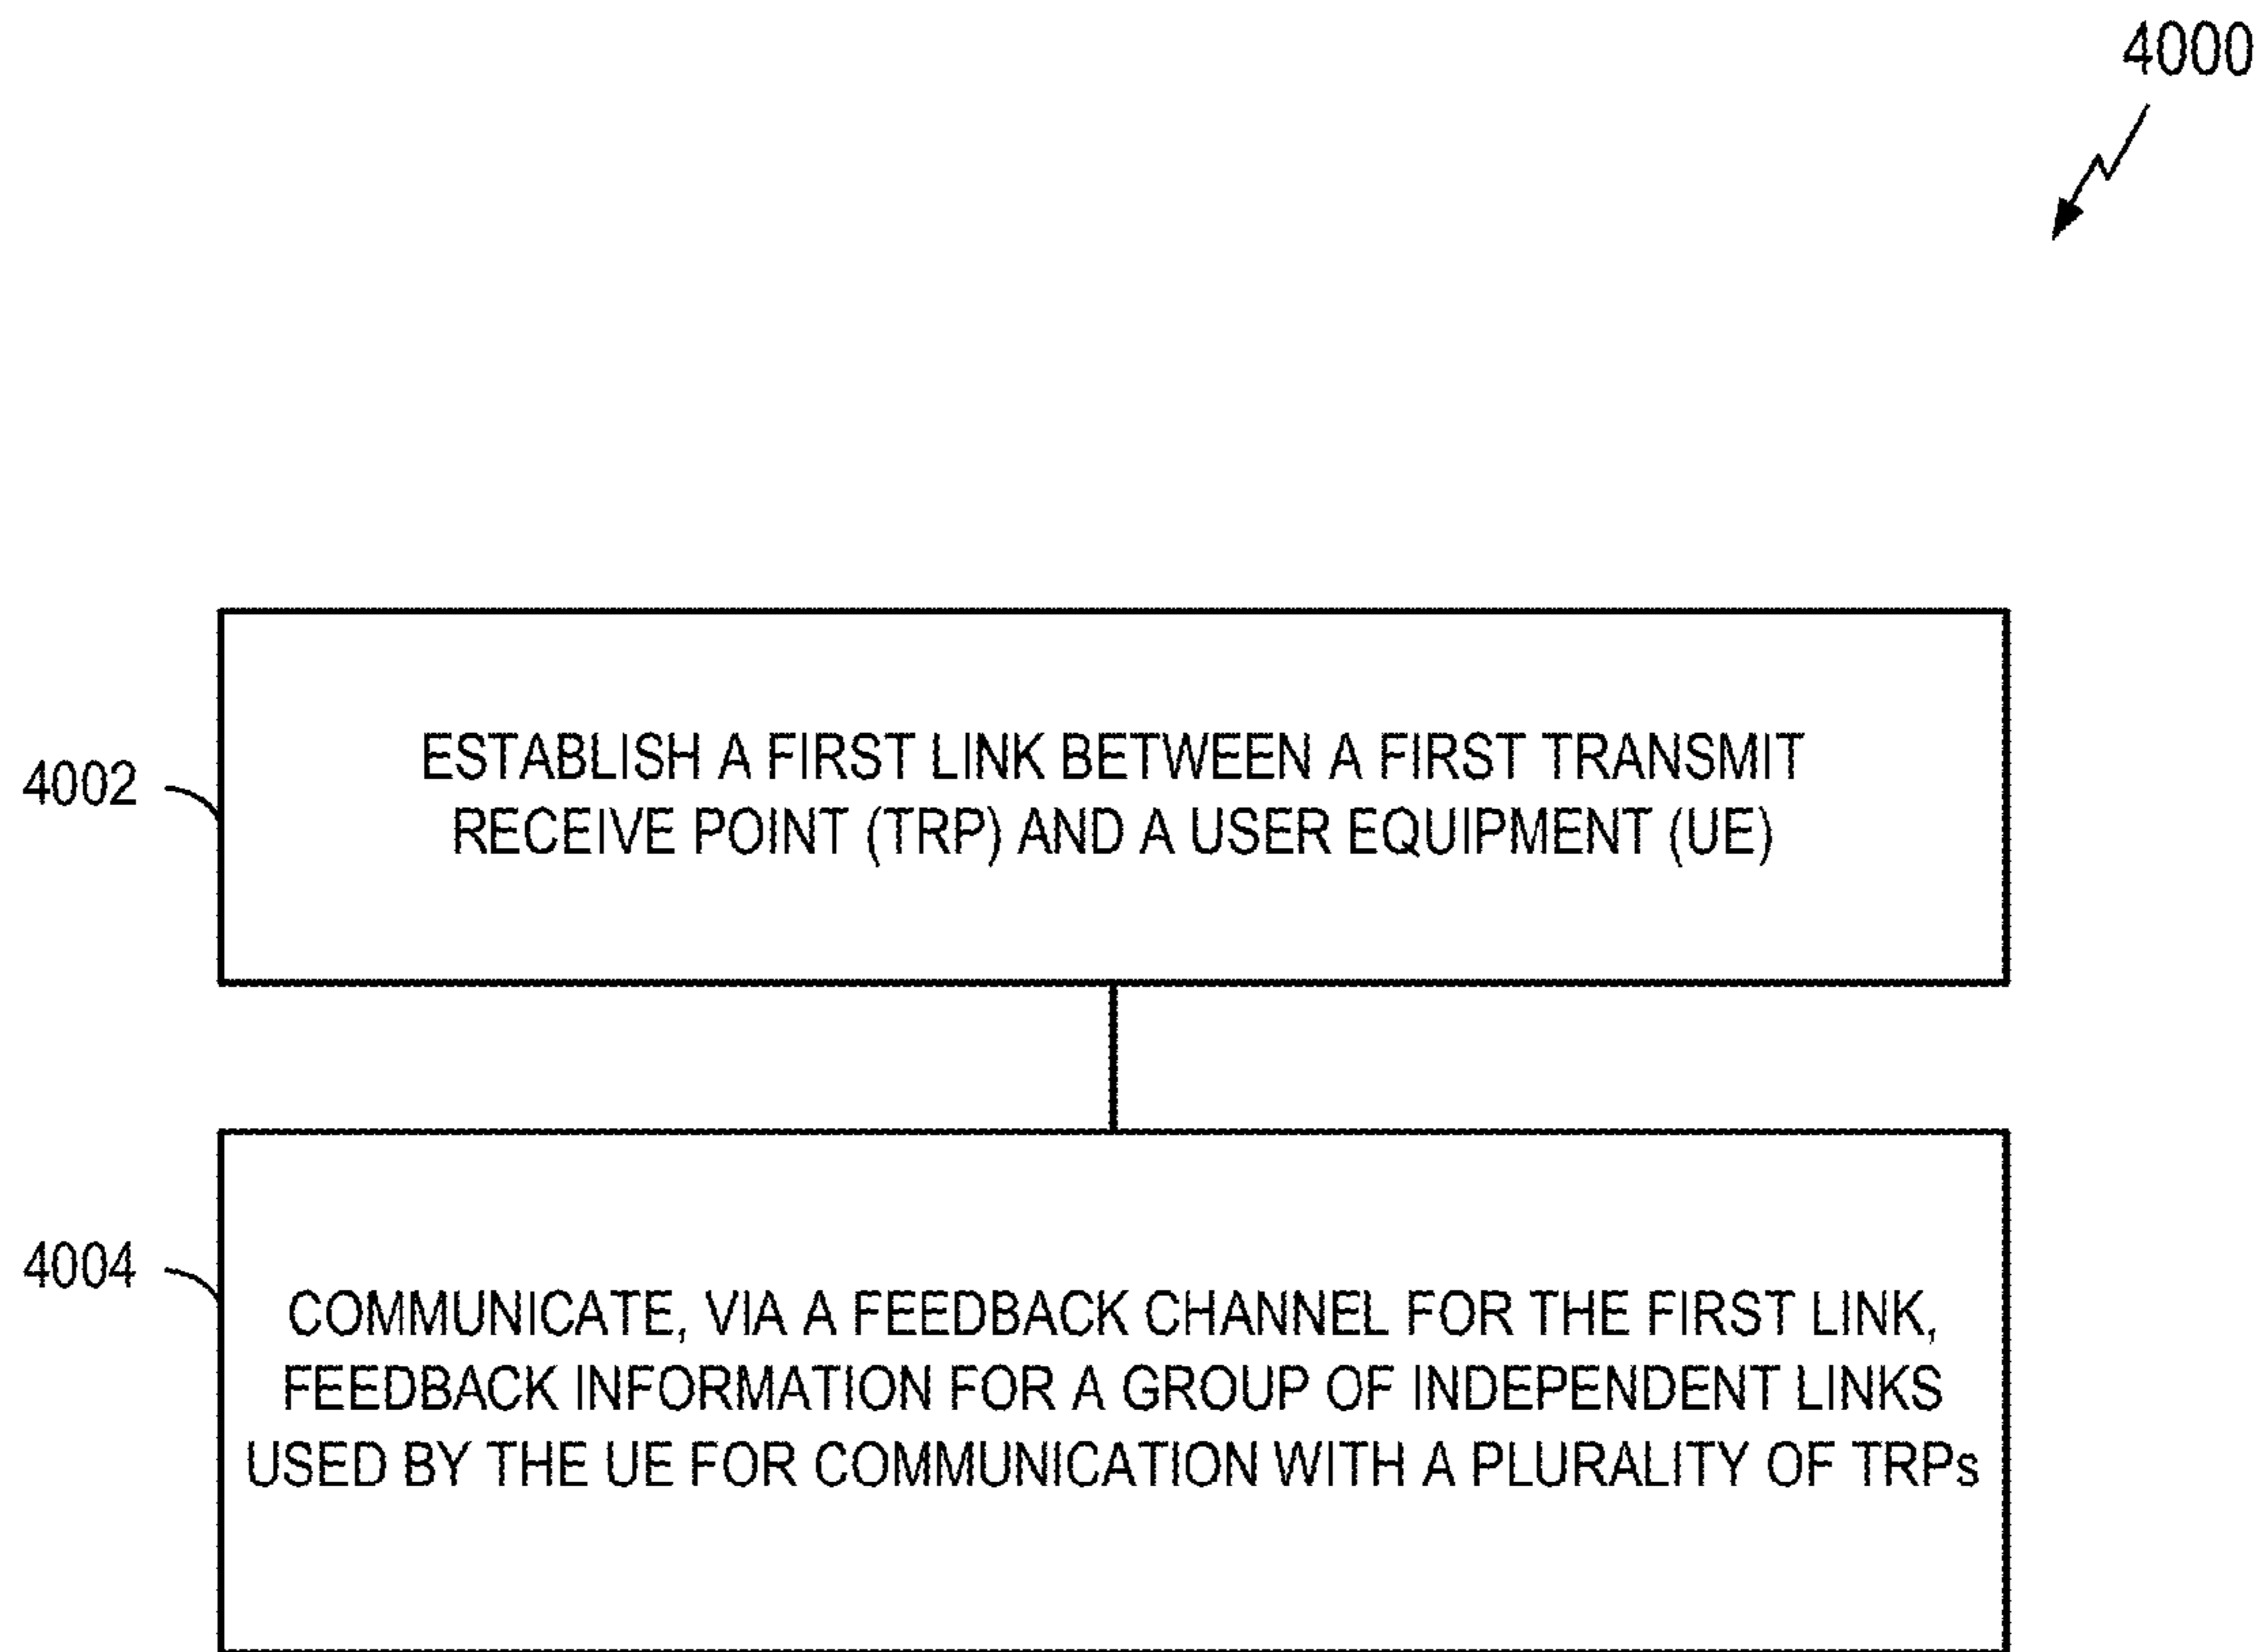 4000
4002
ESTABLISH A FIRST LINK BETWEEN A FIRST TRANSMIT
RECEIVE POINT (TRP) AND A USER EQUIPMENT (UE)
4004
COMMUNICATE, VIA A FEEDBACK CHANNEL FOR THE FIRST LINK,
FEEDBACK INFORMATION FOR A GROUP OF INDEPENDENT LINKS
USED BY THE UE FOR COMMUNICATION WITH A PLURALITY OF TRPs